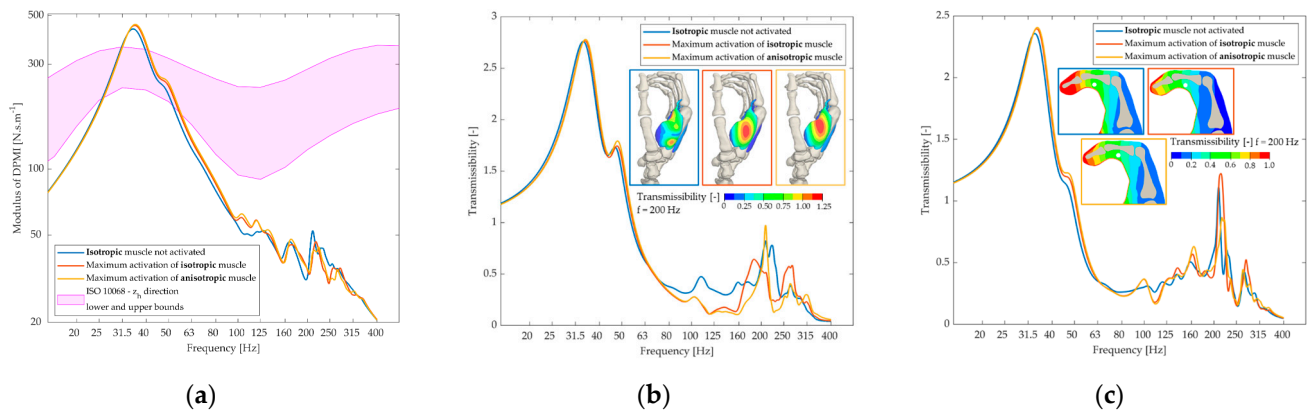 500
300
100
50
20
Modulus of DPMI [N.s.m⁻¹]
Isotropic muscle not activated
Maximum activation of isotropic muscle
Maximum activation of anisotropic muscle
ISO 10068 - z_h direction
lower and upper bounds
20 25 31.5 40 50 63 80 100 125 160 200 250 315 400
Frequency [Hz]
(a)
3
2.5
2
1.5
1
0.5
0
Transmissibility [-]
Isotropic muscle not activated
Maximum activation of isotropic muscle
Maximum activation of anisotropic muscle
Transmissibility [-]
f = 200 Hz
0 0.25 0.50 0.75 1.00 1.25
20 25 31.5 40 50 63 80 100 125 160 200 250 315 400
Frequency [Hz]
(b)
2.5
2
1.5
1
0.5
0
Transmissibility [-]
Isotropic muscle not activated
Maximum activation of isotropic muscle
Maximum activation of anisotropic muscle
Transmissibility [-] f = 200 Hz
0 0.2 0.4 0.6 0.8 1.0
20 25 31.5 40 50 63 80 100 125 160 200 250 315 400
Frequency [Hz]
(c)